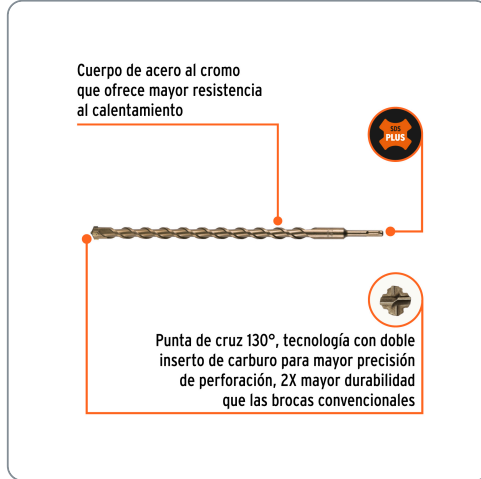 Cuerpo de acero al cromo
que ofrece mayor resistencia
al calentamiento
SDS
PLUS
Punta de cruz 130°, tecnología con doble
inserto de carburo para mayor precisión
de perforación, 2X mayor durabilidad
que las brocas convencionales